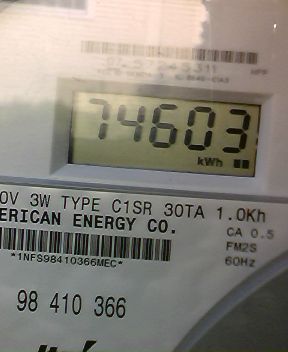 74603
kWh
0V 3W TYPE C1SR 30TA 1.0Kh
ERICAN ENERGY CO.
CA 0.5
FM2S
60Hz
*1NFS98410366MEC*
98 410 366